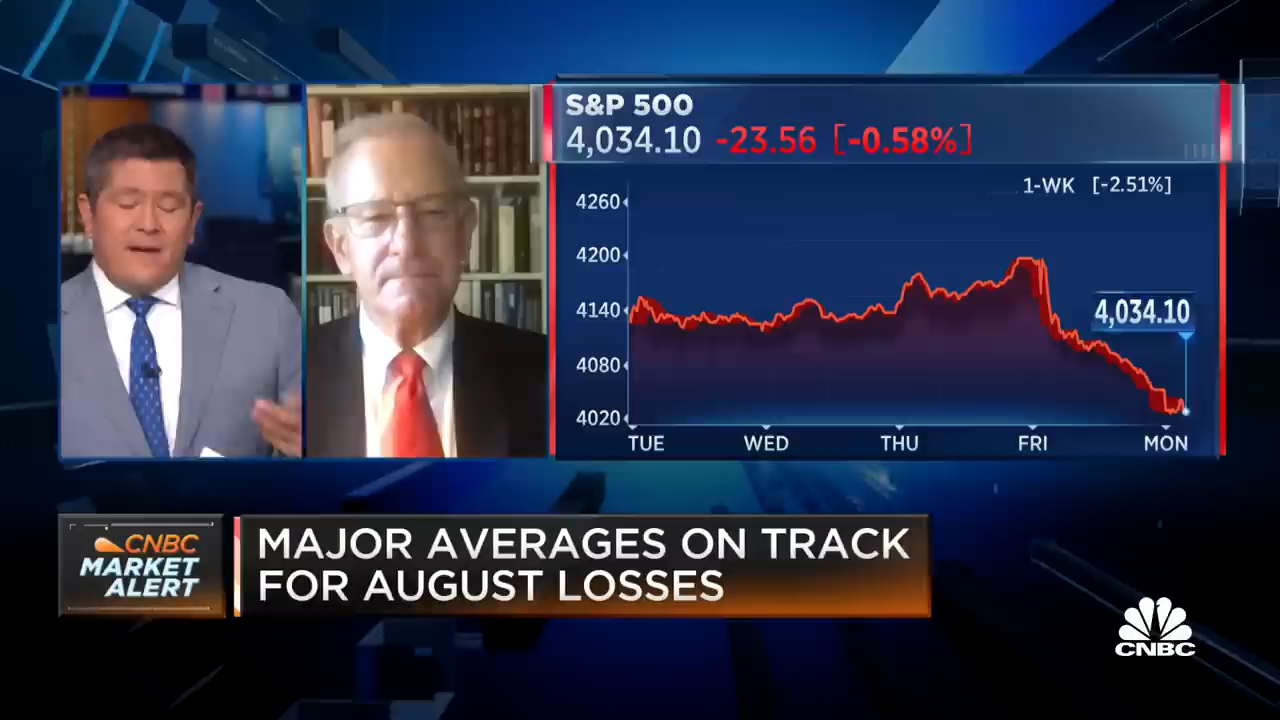 S&P 500
4,034.10 -23.56 [-0.58%]
1-WK [-2.51%]
4260
4200
4140
4080
4020
4,034.10
TUE WED THU FRI MON
CNBC
MARKET
ALERT
MAJOR AVERAGES ON TRACK
FOR AUGUST LOSSES
CNBC